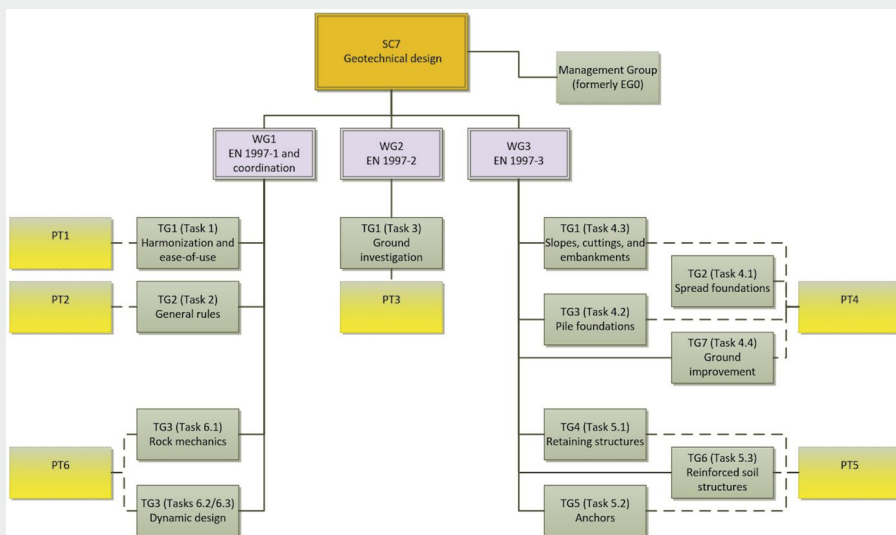 SC7
Geotechnical design
Management Group
(formerly EG0)
WG1
EN 1997-1 and
coordination
WG2
EN 1997-2
WG3
EN 1997-3
PT1
TG1 (Task 1)
Harmonization and
ease-of-use
TG1 (Task 3)
Ground
investigation
TG1 (Task 4.3)
Slopes, cuttings, and
embankments
TG2 (Task 4.1)
Spread foundations
PT2
TG2 (Task 2)
General rules
PT3
TG3 (Task 4.2)
Pile foundations
PT4
TG7 (Task 4.4)
Ground
improvement
TG3 (Task 6.1)
Rock mechanics
TG4 (Task 5.1)
Retaining structures
PT6
TG6 (Task 5.3)
Reinforced soil
structures
PT5
TG3 (Tasks 6.2/6.3)
Dynamic design
TG5 (Task 5.2)
Anchors